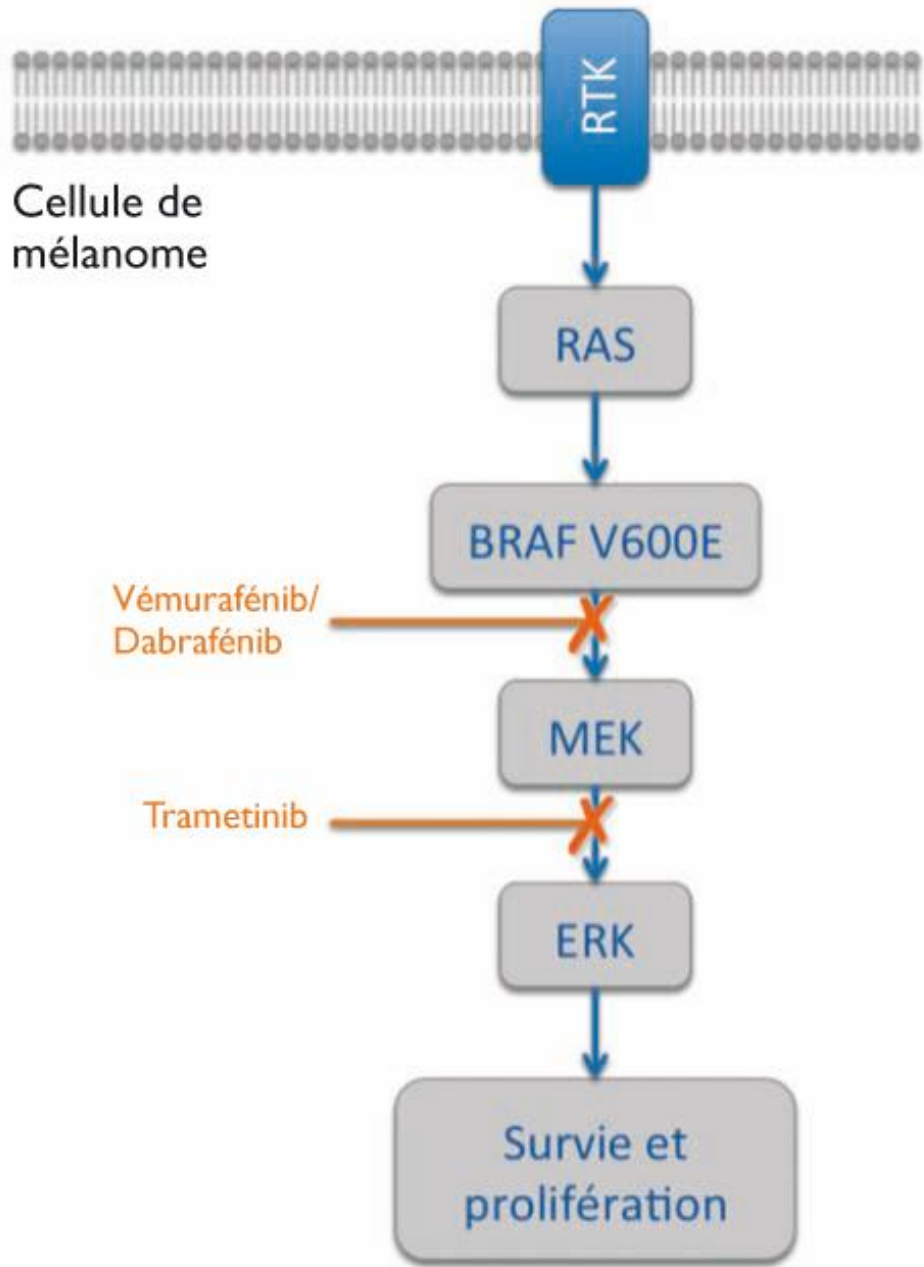 RTK
Cellule de
mélanome
RAS
BRAF V600E
Vémurafénib/
Dabrafénib
MEK
Trametinib
ERK
Survie et
prolifération